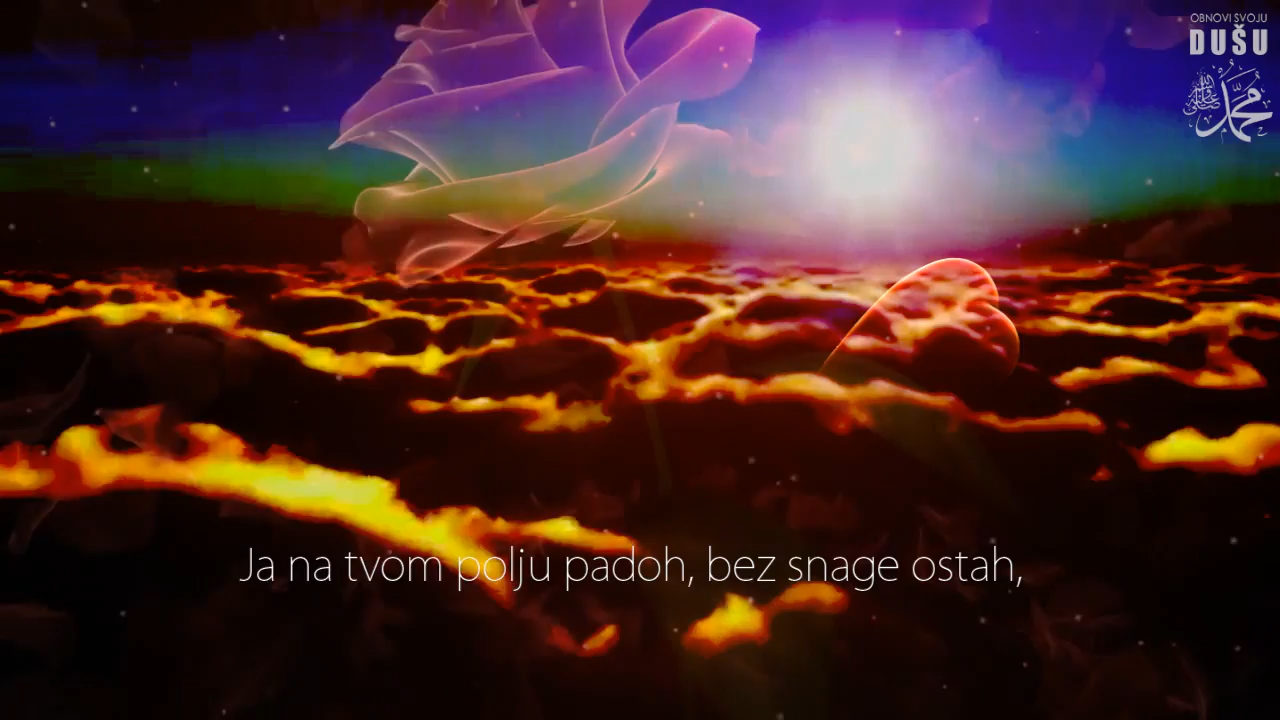 OBNOVI SVOJU
DUŠU
محمد
Ja na tvom polju padoh, bez snage ostah,